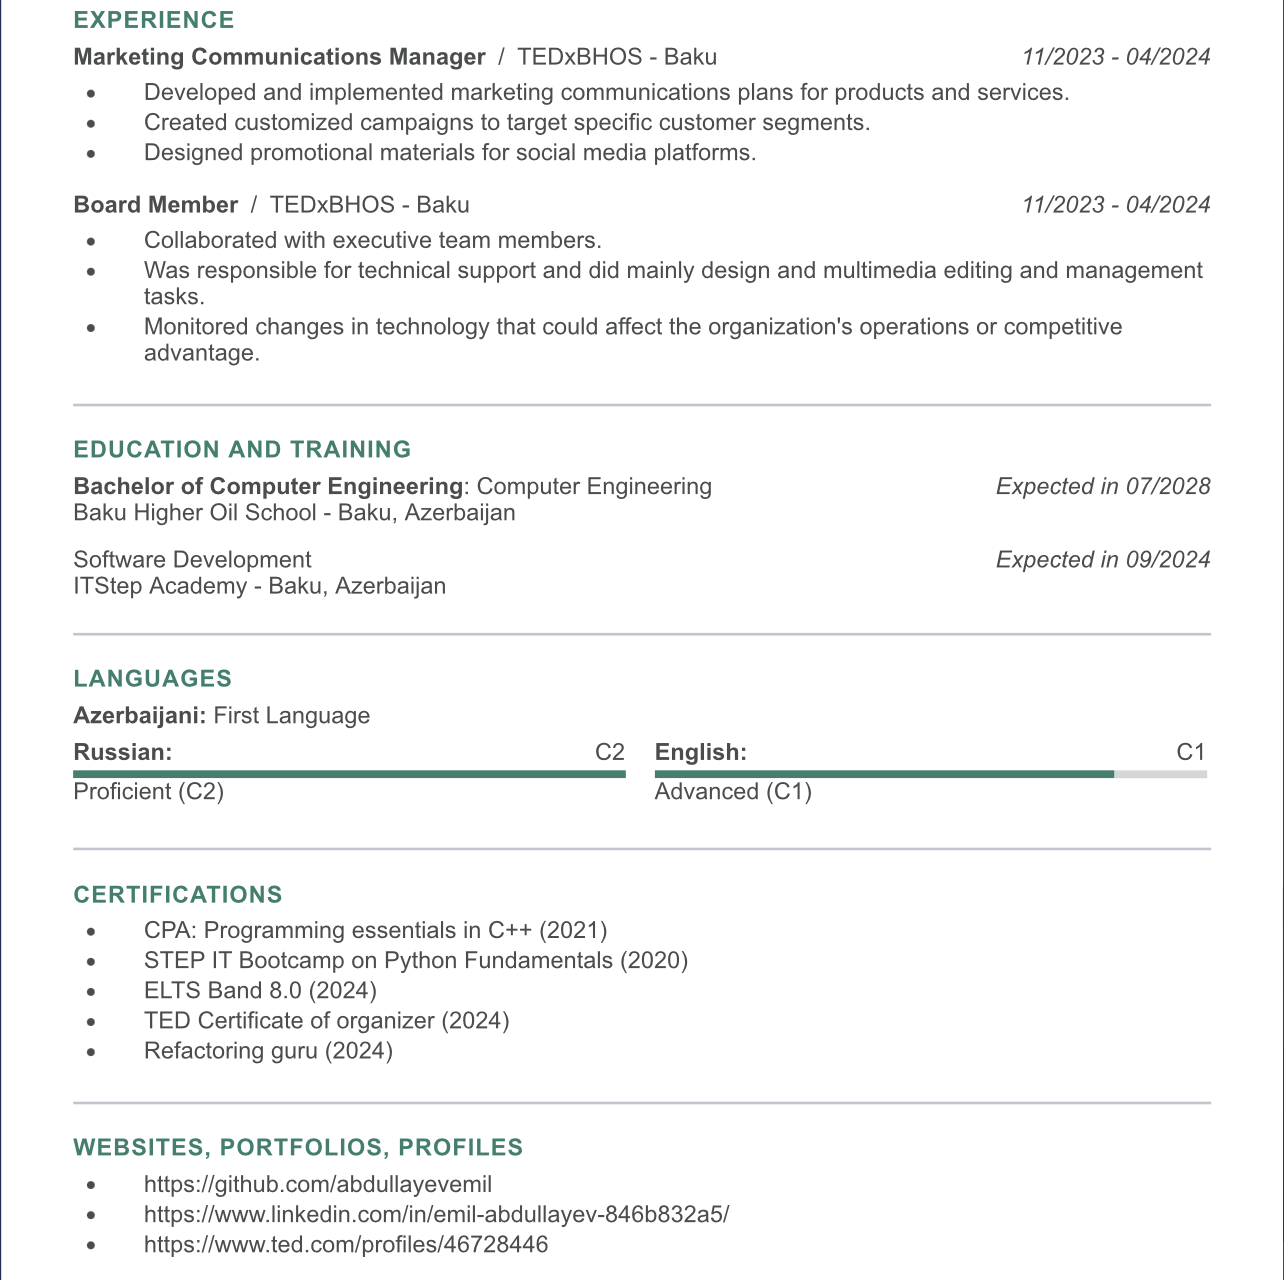 EXPERIENCE
Marketing Communications Manager / TEDxBHOS - Baku 11/2023 - 04/2024
• Developed and implemented marketing communications plans for products and services.
• Created customized campaigns to target specific customer segments.
• Designed promotional materials for social media platforms.
Board Member / TEDxBHOS - Baku 11/2023 - 04/2024
• Collaborated with executive team members.
• Was responsible for technical support and did mainly design and multimedia editing and management
tasks.
• Monitored changes in technology that could affect the organization's operations or competitive
advantage.
EDUCATION AND TRAINING
Bachelor of Computer Engineering: Computer Engineering Expected in 07/2028
Baku Higher Oil School - Baku, Azerbaijan
Software Development Expected in 09/2024
ITStep Academy - Baku, Azerbaijan
LANGUAGES
Azerbaijani: First Language
Russian: C2 English: C1
Proficient (C2) Advanced (C1)
CERTIFICATIONS
• CPA: Programming essentials in C++ (2021)
• STEP IT Bootcamp on Python Fundamentals (2020)
• ELTS Band 8.0 (2024)
• TED Certificate of organizer (2024)
• Refactoring guru (2024)
WEBSITES, PORTFOLIOS, PROFILES
• https://github.com/abdullayevemil
• https://www.linkedin.com/in/emil-abdullayev-846b832a5/
• https://www.ted.com/profiles/46728446